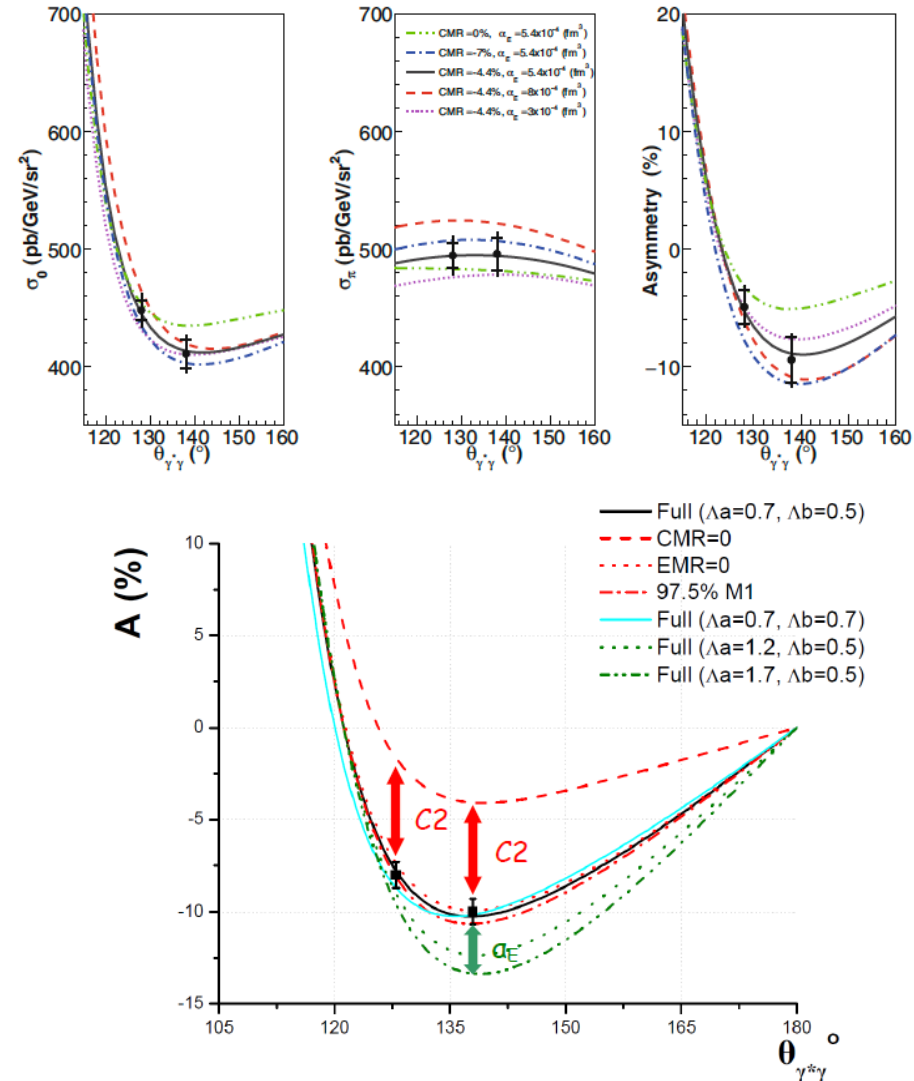 700
600
500
400
σ₀ (pb/GeV/sr²)
120 130 140 150 160
θγ*γ (°)
700
600
500
400
σπ (pb/GeV/sr²)
CMR =0%, αE =5.4x10⁻⁴ (fm³)
CMR =-7%, αE =5.4x10⁻⁴ (fm³)
CMR =-4.4%, αE =5.4x10⁻⁴ (fm³)
CMR =-4.4%, αE =8x10⁻⁴ (fm³)
CMR =-4.4%, αE =3x10⁻⁴ (fm³)
120 130 140 150 160
θγ*γ (°)
20
10
0
−10
Asymmetry (%)
120 130 140 150 160
θγ*γ (°)
Full (Λa=0.7, Λb=0.5)
CMR=0
EMR=0
97.5% M1
Full (Λa=0.7, Λb=0.7)
Full (Λa=1.2, Λb=0.5)
Full (Λa=1.7, Λb=0.5)
A (%)
10
5
0
-5
-10
-15
C2
C2
αE
105 120 135 150 165 180
θγ*γ°